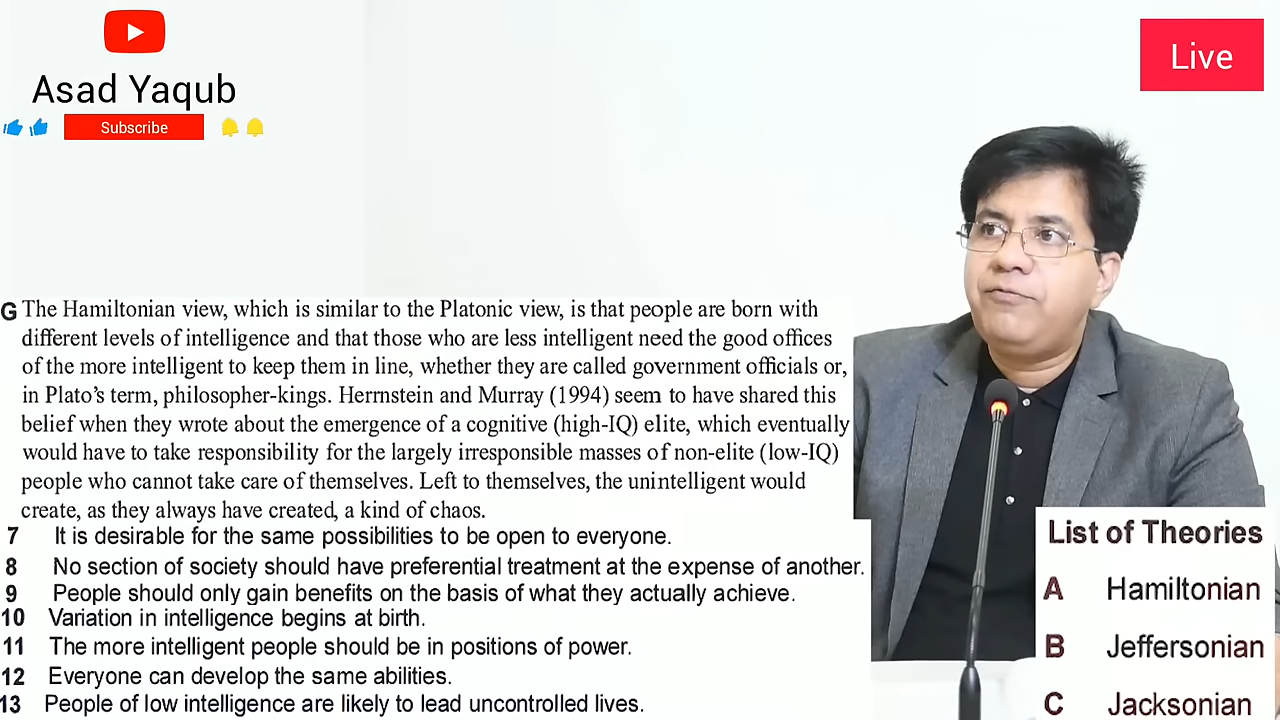 Asad Yaqub
Subscribe
Live
G The Hamiltonian view, which is similar to the Platonic view, is that people are born with
different levels of intelligence and that those who are less intelligent need the good offices
of the more intelligent to keep them in line, whether they are called government officials or,
in Plato’s term, philosopher-kings. Herrnstein and Murray (1994) seem to have shared this
belief when they wrote about the emergence of a cognitive (high-IQ) elite, which eventually
would have to take responsibility for the largely irresponsible masses of non-elite (low-IQ)
people who cannot take care of themselves. Left to themselves, the unintelligent would
create, as they always have created, a kind of chaos.
7 It is desirable for the same possibilities to be open to everyone.
8 No section of society should have preferential treatment at the expense of another.
9 People should only gain benefits on the basis of what they actually achieve.
10 Variation in intelligence begins at birth.
11 The more intelligent people should be in positions of power.
12 Everyone can develop the same abilities.
13 People of low intelligence are likely to lead uncontrolled lives.
List of Theories
A Hamiltonian
B Jeffersonian
C Jacksonian